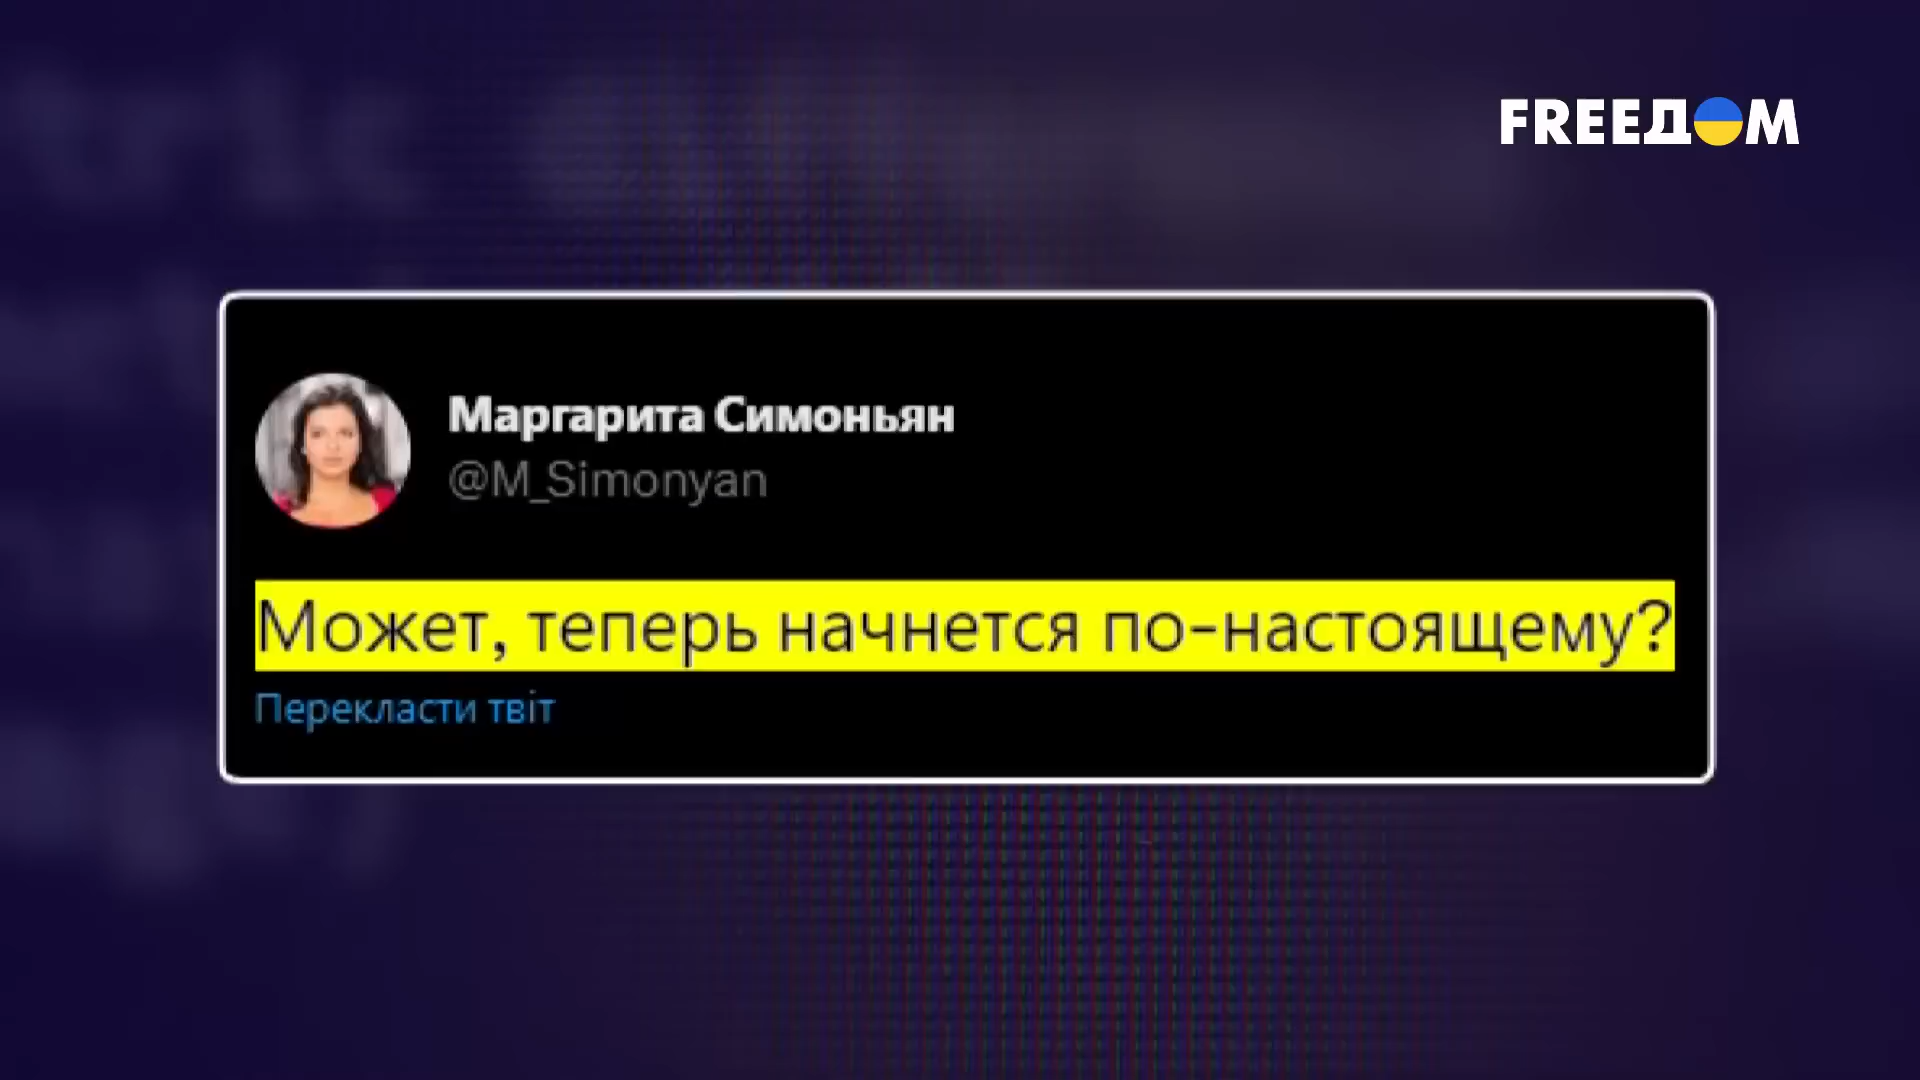 FREEДOM
Маргарита Симоньян
@M_Simonyan
Может, теперь начнется по-настоящему?
Перекласти твіт